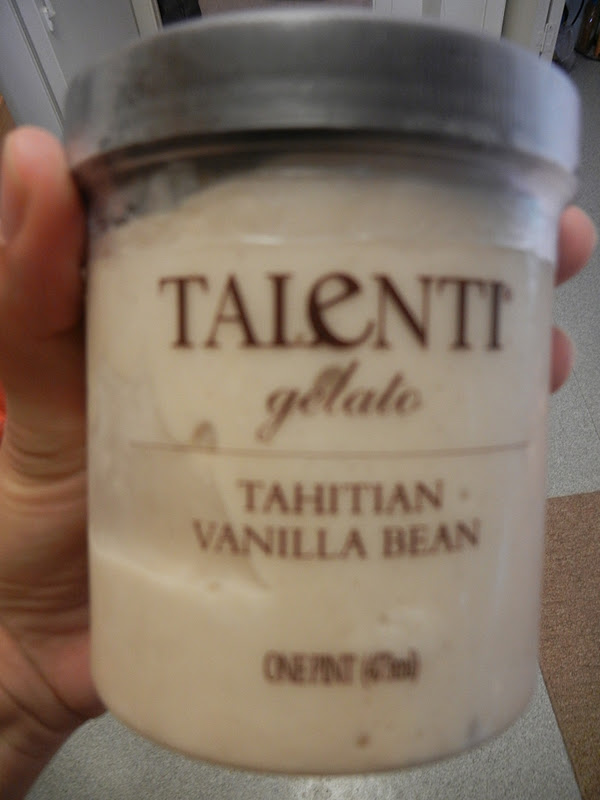 TALeNTI
gelato
TAHITIAN
VANILLA BEAN
ONE PINT (473ml)